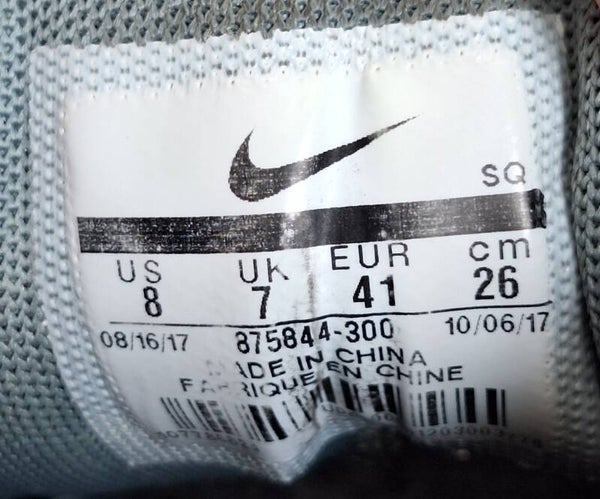 SQ
US UK EUR cm
8 7 41 26
08/16/17 875844-300 10/06/17
MADE IN CHINA
FABRIQUE EN CHINE